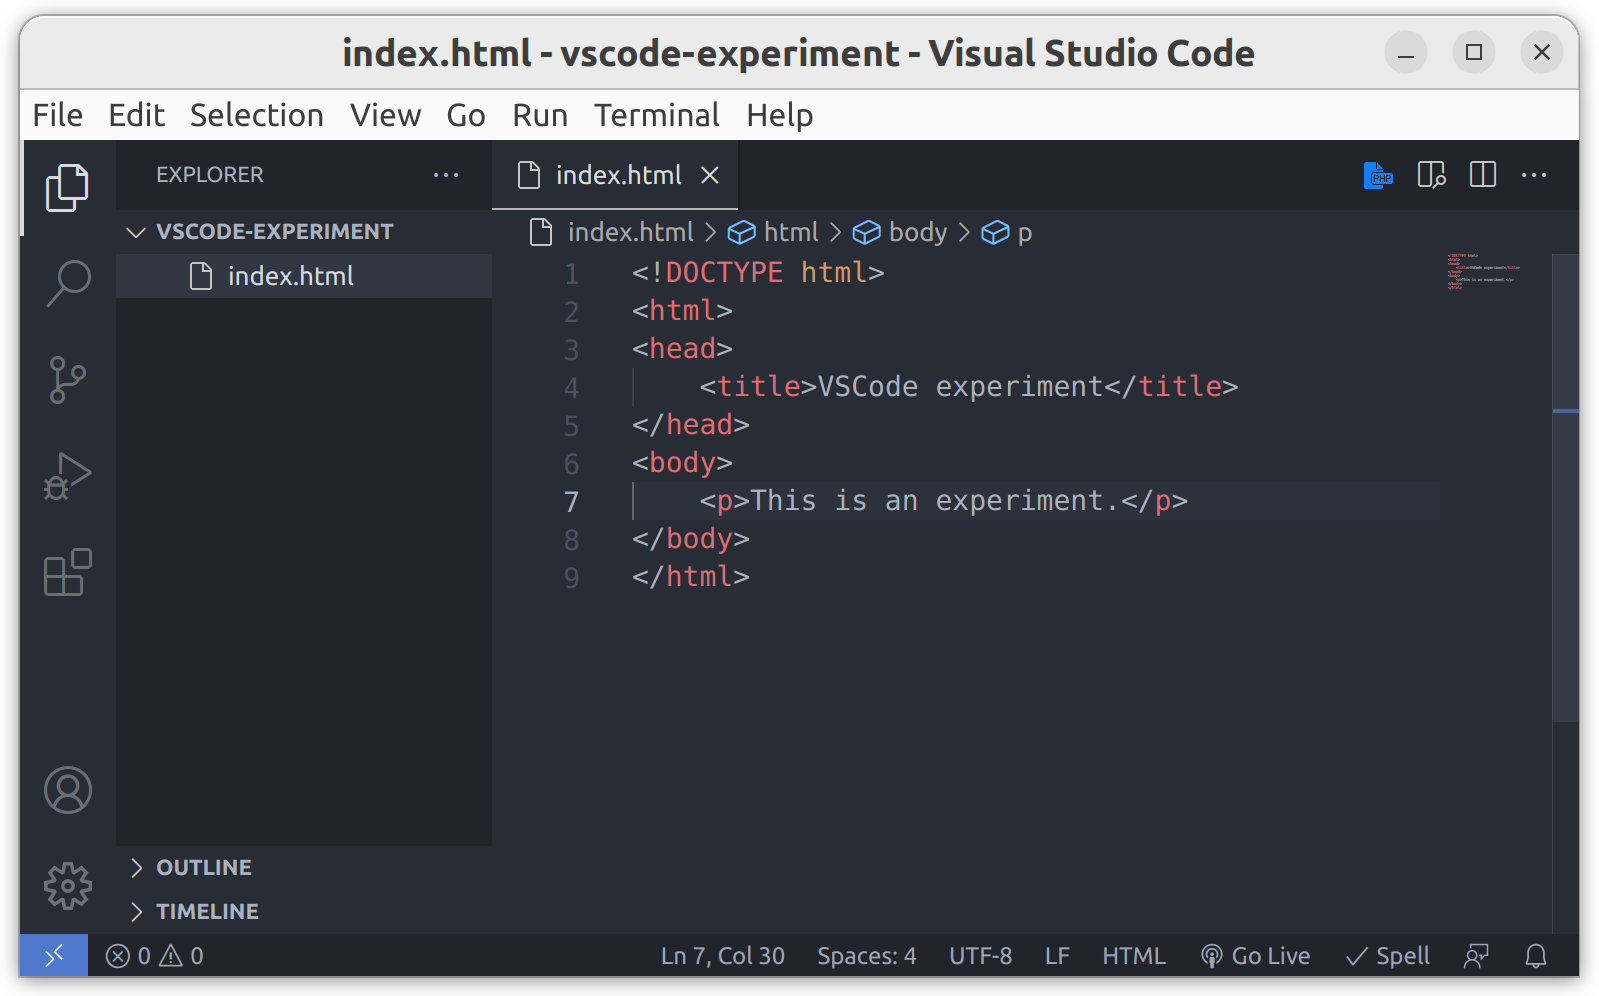 index.html - vscode-experiment - Visual Studio Code
File Edit Selection View Go Run Terminal Help
EXPLORER
index.html
PHP
VSCODE-EXPERIMENT
index.html
index.html > html > body > p
1 <!DOCTYPE html>
2 <html>
3 <head>
4     <title>VSCode experiment</title>
5 </head>
6 <body>
7     <p>This is an experiment.</p>
8 </body>
9 </html>
OUTLINE
TIMELINE
0 0 Ln 7, Col 30 Spaces: 4 UTF-8 LF HTML Go Live Spell